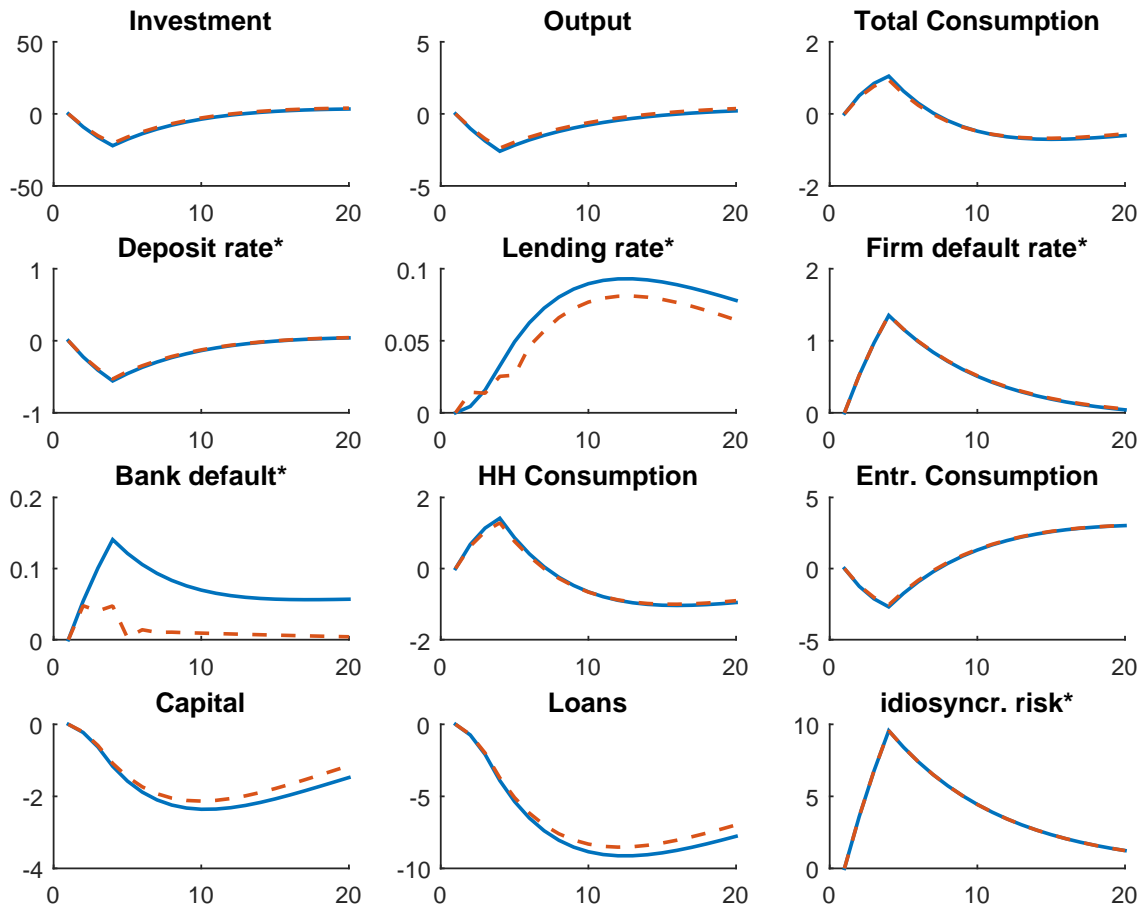 Investment
Output
Total Consumption
50
0
-50
0 10 20
5
0
-5
0 10 20
2
0
-2
0 10 20
Deposit rate*
Lending rate*
Firm default rate*
1
0
-1
0 10 20
0.1
0.05
0
0 10 20
2
1
0
0 10 20
Bank default*
HH Consumption
Entr. Consumption
0.2
0.1
0
0 10 20
2
0
-2
0 10 20
5
0
-5
0 10 20
Capital
Loans
idiosyncr. risk*
0
-2
-4
0 10 20
0
-5
-10
0 10 20
10
5
0
0 10 20